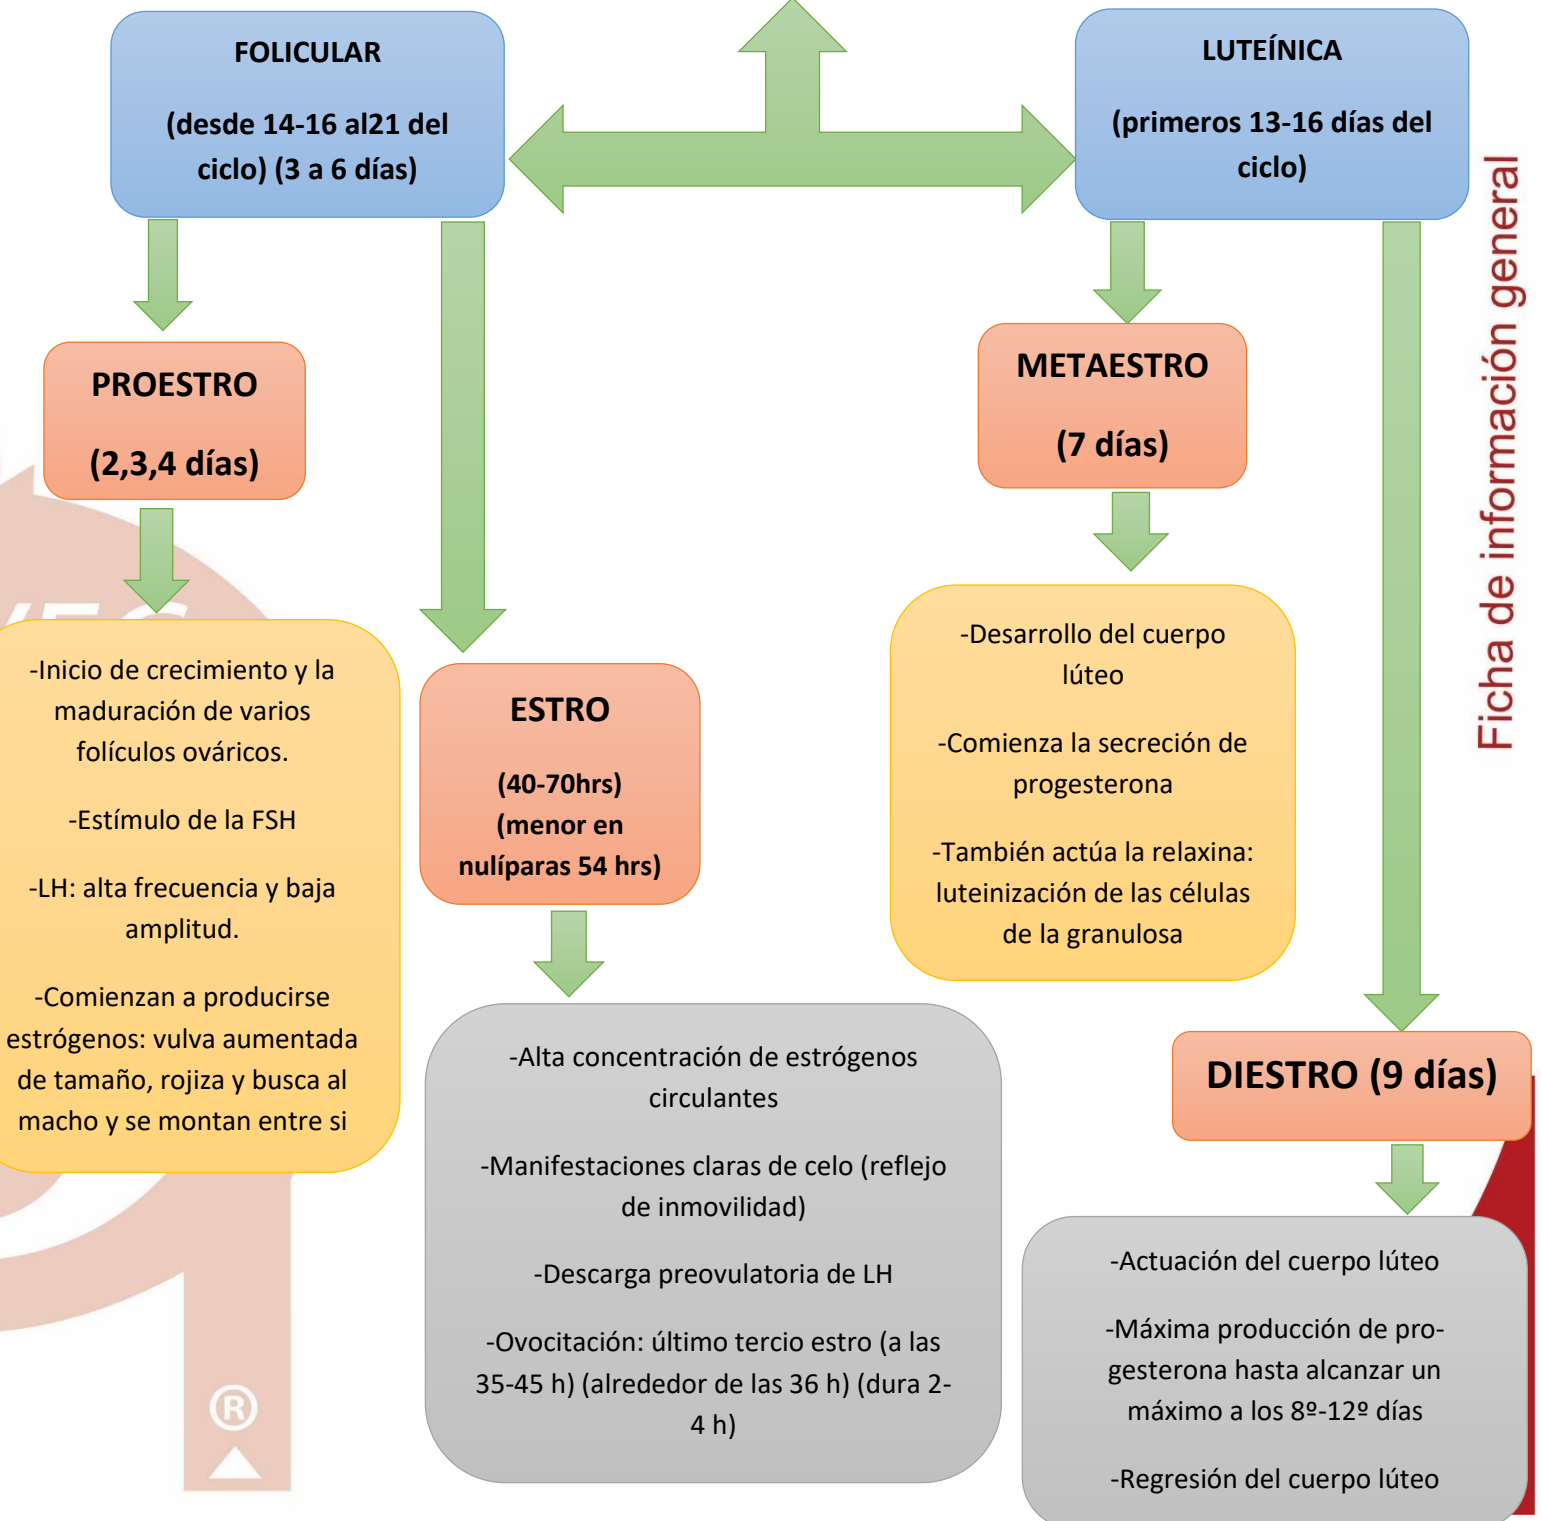 FOLICULAR
(desde 14-16 al21 del
ciclo) (3 a 6 días)
LUTEÍNICA
(primeros 13-16 días del
ciclo)
PROESTRO
(2,3,4 días)
-Inicio de crecimiento y la
maduración de varios
folículos ováricos.
-Estímulo de la FSH
-LH: alta frecuencia y baja
amplitud.
-Comienzan a producirse
estrógenos: vulva aumentada
de tamaño, rojiza y busca al
macho y se montan entre si
ESTRO
(40-70hrs)
(menor en
nulíparas 54 hrs)
-Alta concentración de estrógenos
circulantes
-Manifestaciones claras de celo (reflejo
de inmovilidad)
-Descarga preovulatoria de LH
-Ovocitación: último tercio estro (a las
35-45 h) (alrededor de las 36 h) (dura 2-
4 h)
METAESTRO
(7 días)
-Desarrollo del cuerpo
lúteo
-Comienza la secreción de
progesterona
-También actúa la relaxina:
luteinización de las células
de la granulosa
DIESTRO (9 días)
-Actuación del cuerpo lúteo
-Máxima producción de pro-
gesterona hasta alcanzar un
máximo a los 8º-12º días
-Regresión del cuerpo lúteo
Ficha de información general
®